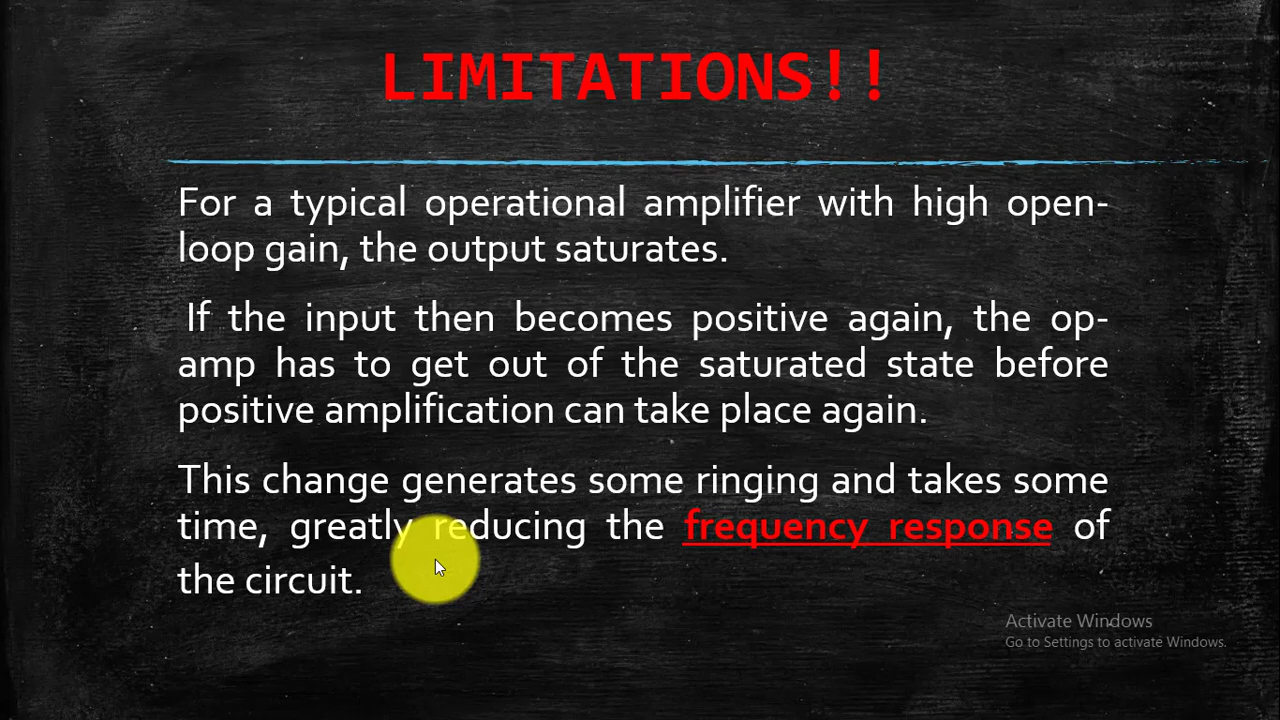 LIMITATIONS!!
For a typical operational amplifier with high open-
loop gain, the output saturates.
If the input then becomes positive again, the op-
amp has to get out of the saturated state before
positive amplification can take place again.
This change generates some ringing and takes some
time, greatly reducing the frequency response of
the circuit.
Activate Windows
Go to Settings to activate Windows.